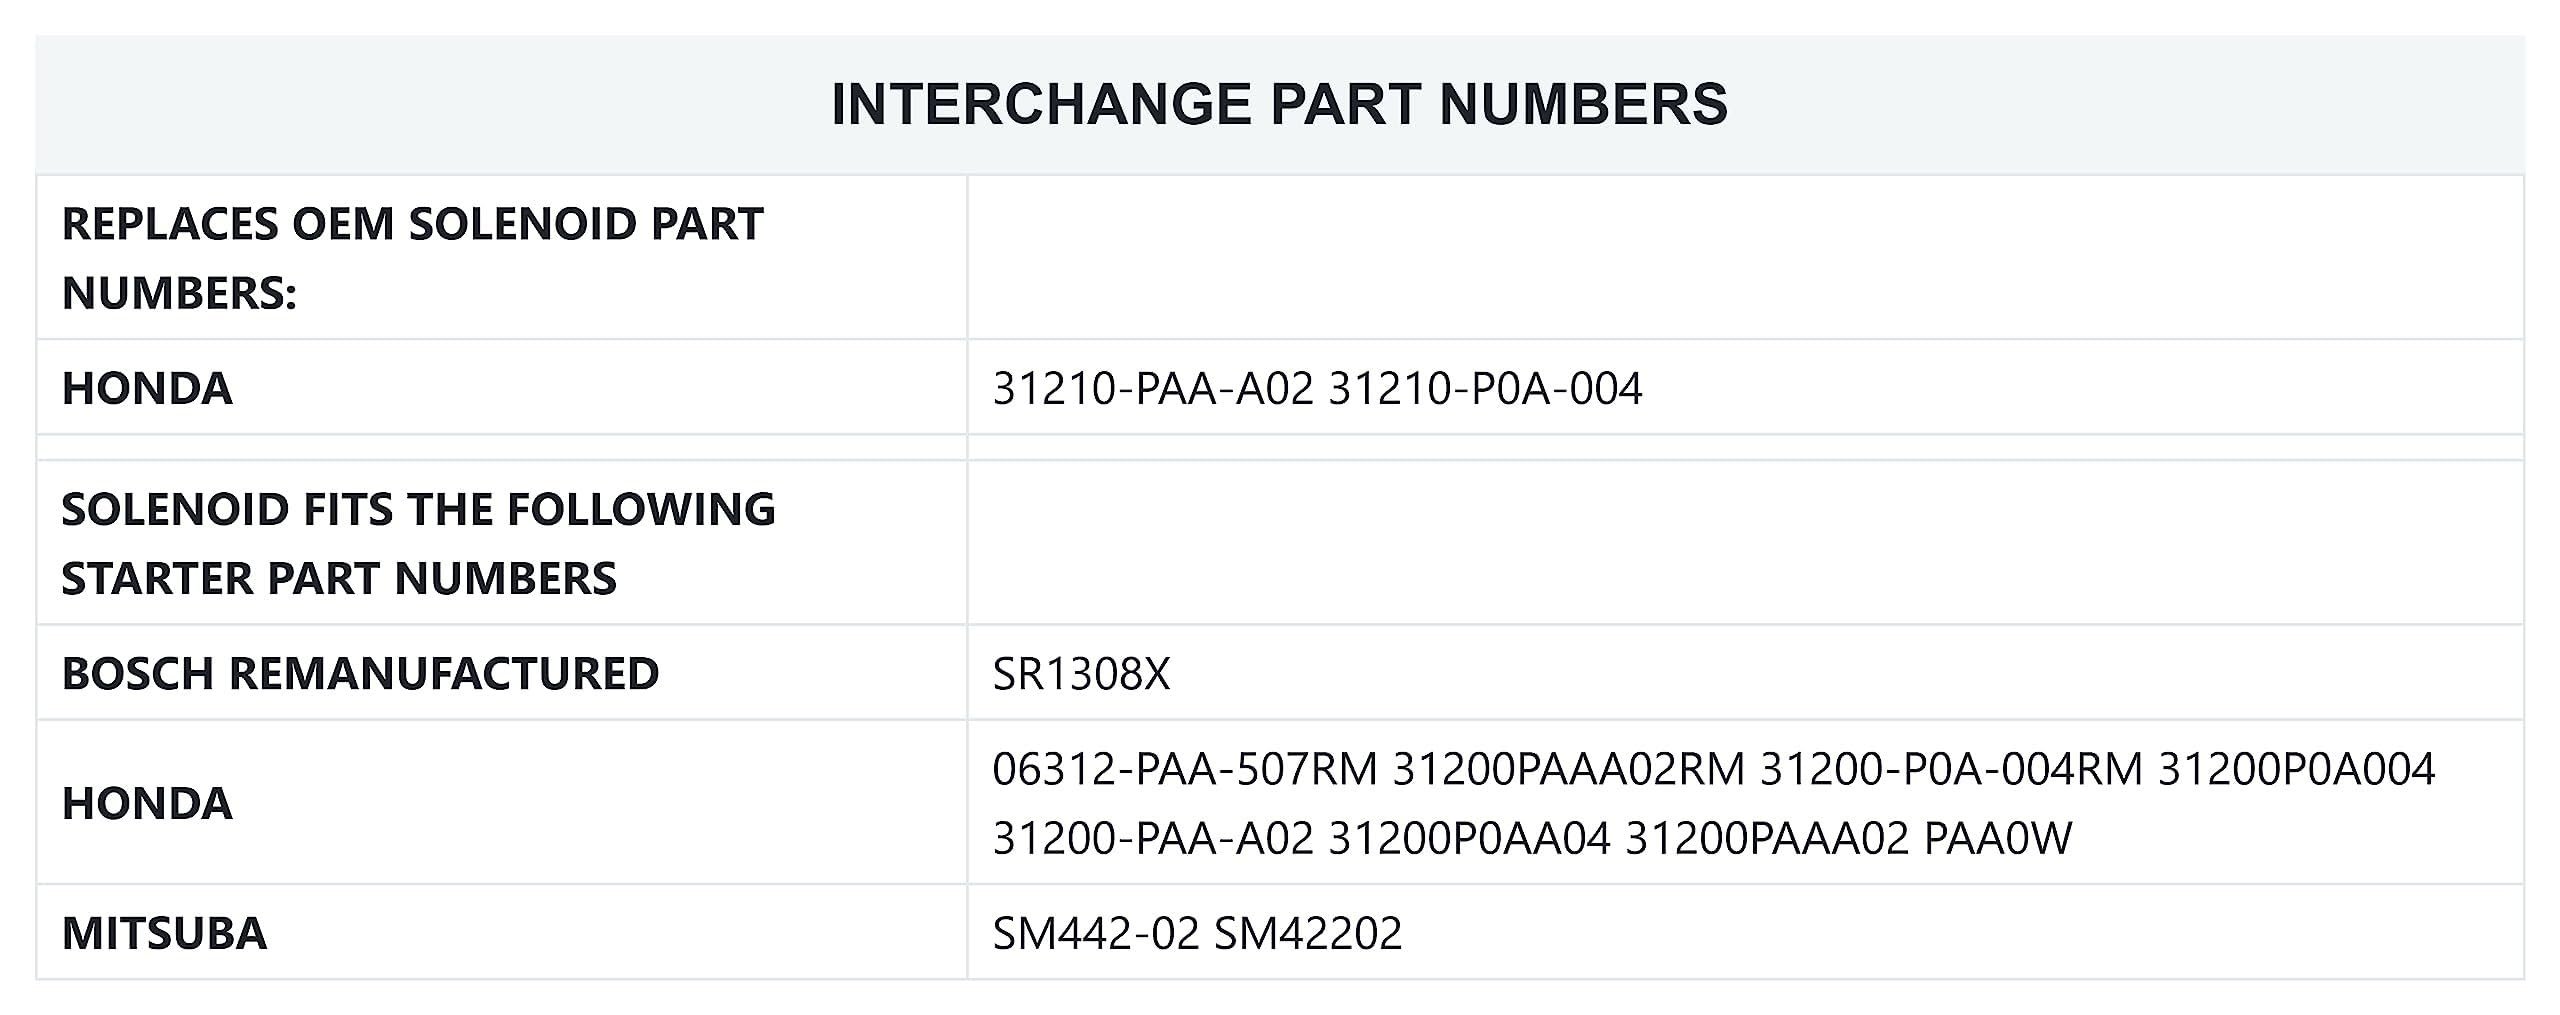 INTERCHANGE PART NUMBERS
REPLACES OEM SOLENOID PART
NUMBERS:
HONDA 31210-PAA-A02 31210-P0A-004
SOLENOID FITS THE FOLLOWING
STARTER PART NUMBERS
BOSCH REMANUFACTURED SR1308X
HONDA
06312-PAA-507RM 31200PAAA02RM 31200-P0A-004RM 31200P0A004
31200-PAA-A02 31200P0AA04 31200PAAA02 PAA0W
MITSUBA SM442-02 SM42202